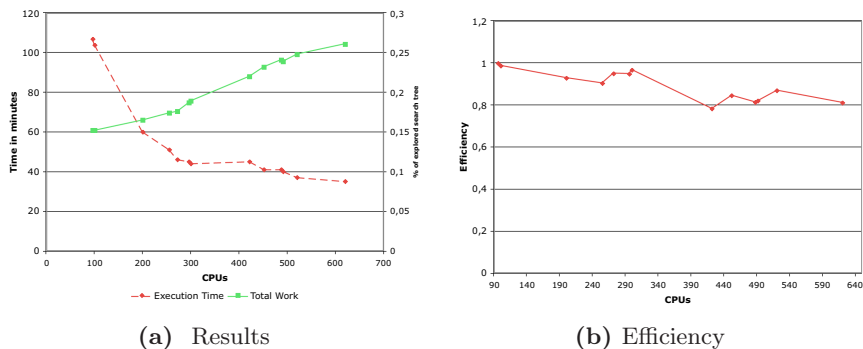 120
100
80
60
40
20
0
Time in minutes
0,3
0,25
0,2
0,15
0,1
0,05
0
% of explored search tree
0 100 200 300 400 500 600 700
CPUs
Execution Time Total Work
(a) Results
1,2
1
0,8
0,6
0,4
0,2
0
Efficiency
90 140 190 240 290 340 390 440 490 540 590 640
CPUs
(b) Efficiency